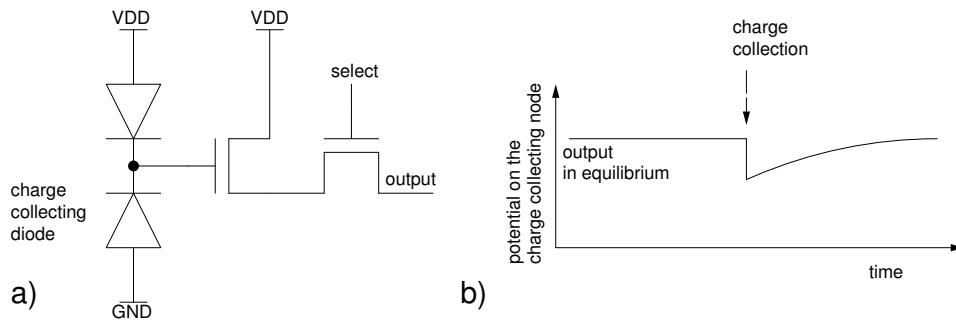 VDD
VDD
select
output
charge
collecting
diode
GND
a)
charge
collection
potential on the
charge collecting node
output
in equilibrium
time
b)